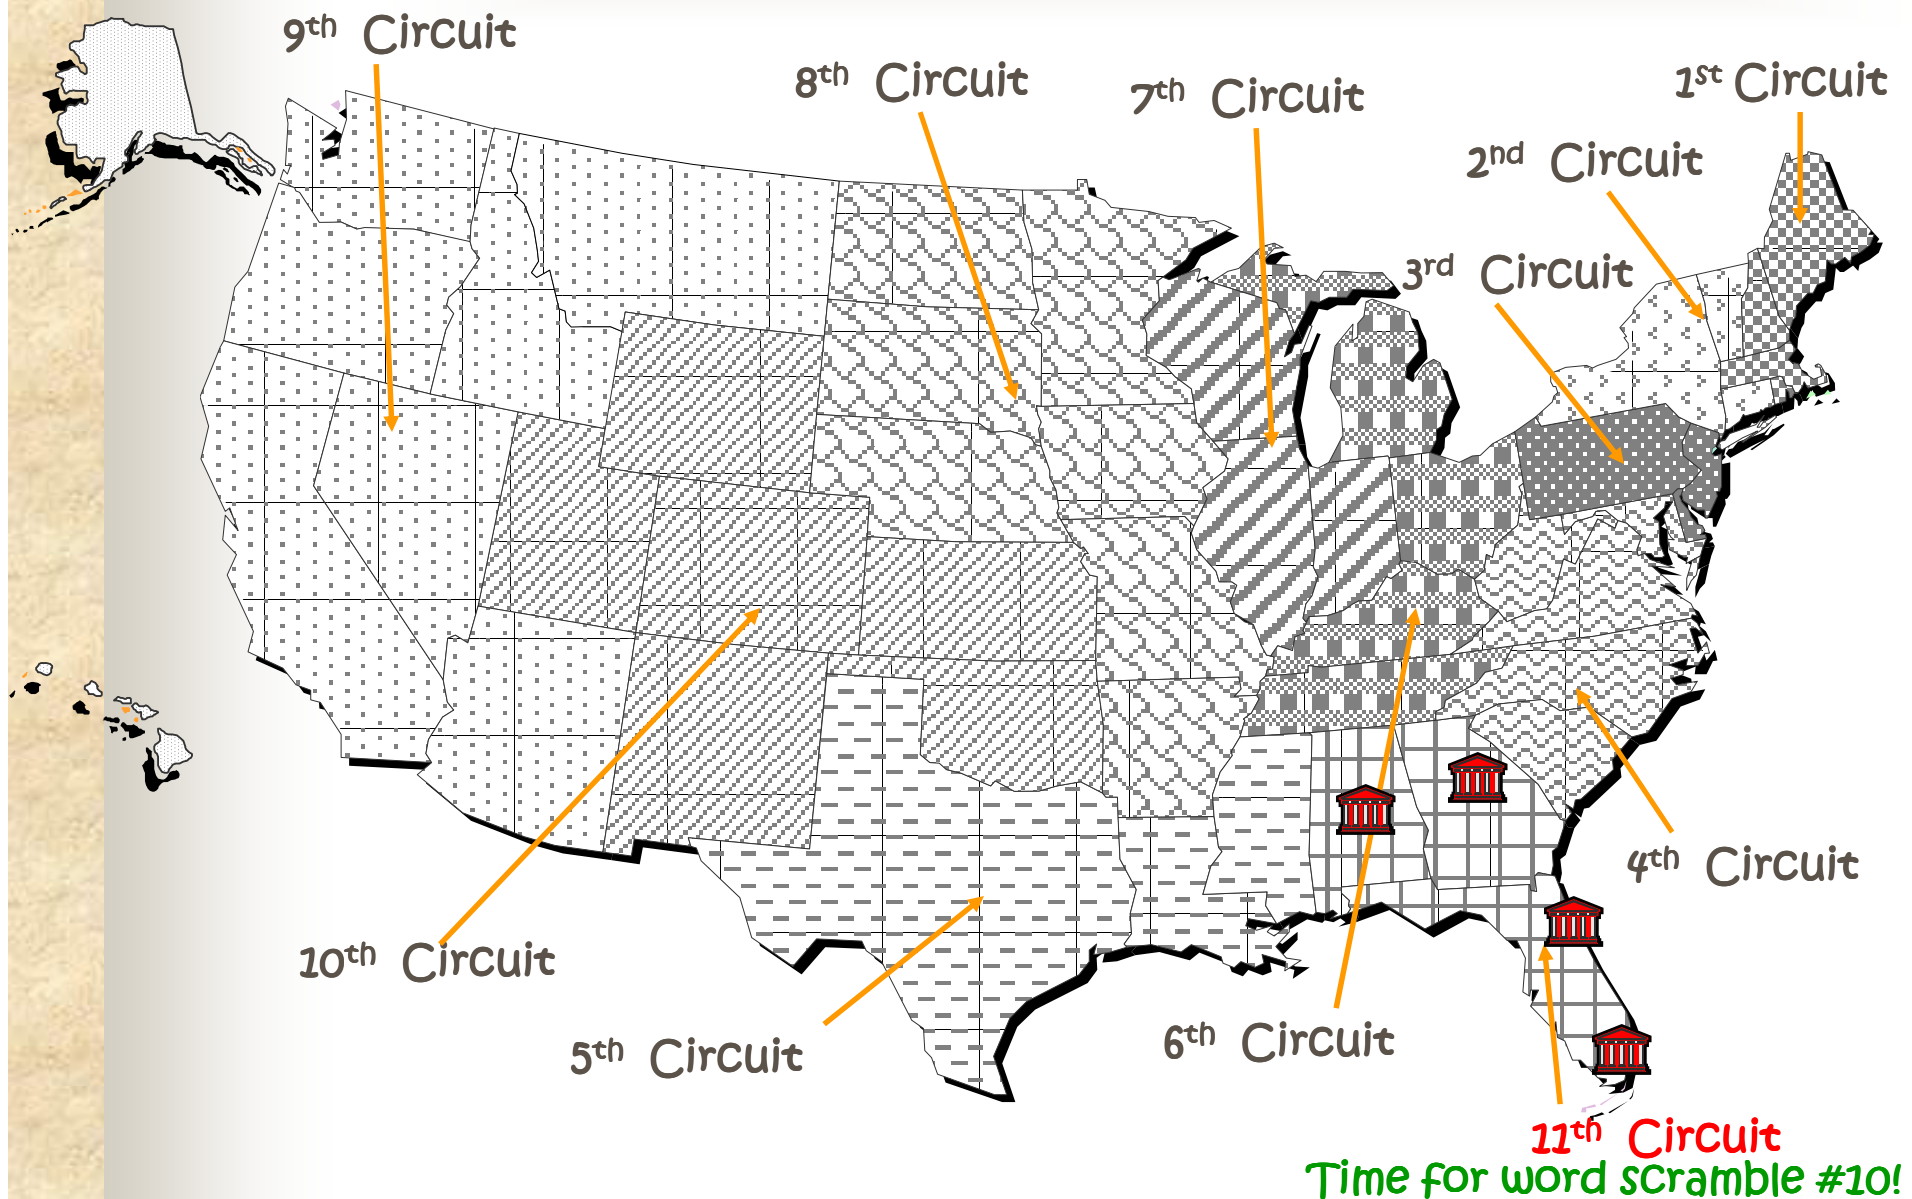 9th Circuit
8th Circuit
7th Circuit
1st Circuit
2nd Circuit
3rd Circuit
4th Circuit
10th Circuit
5th Circuit
6th Circuit
11th Circuit
Time for word scramble #10!